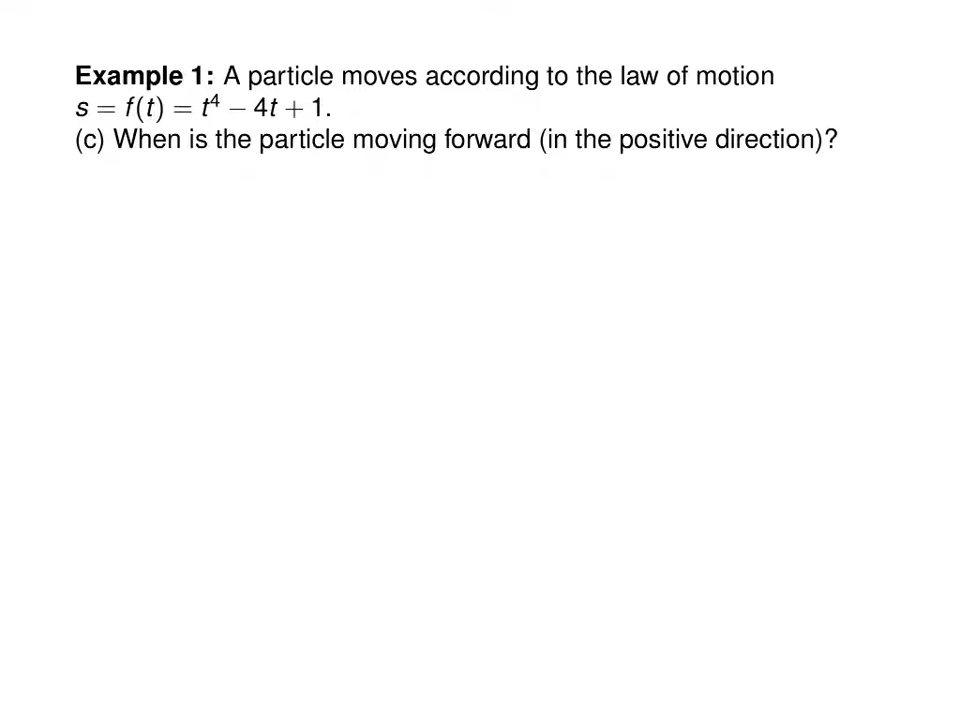 Example 1: A particle moves according to the law of motion
s = f(t) = t⁴ − 4t + 1.
(c) When is the particle moving forward (in the positive direction)?